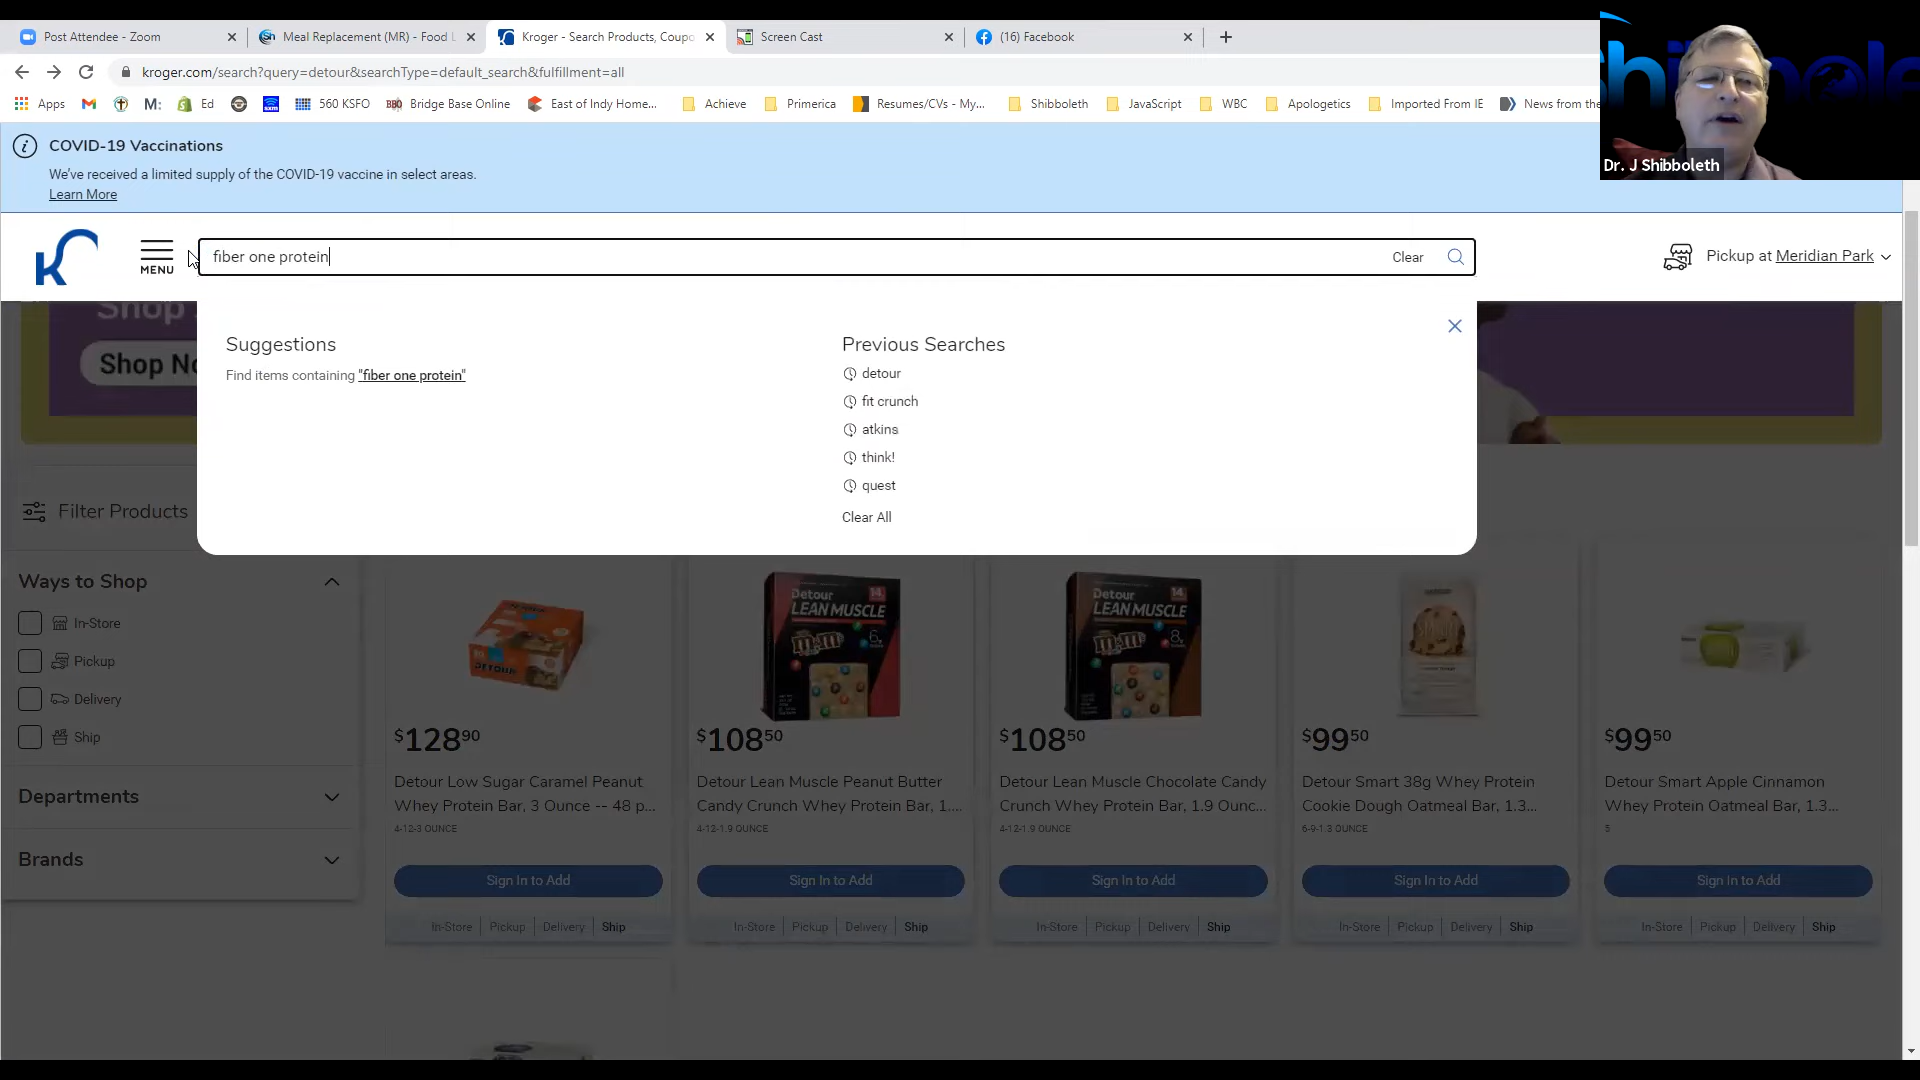 Post Attendee - Zoom
Meal Replacement (MR) - Food L
Kroger - Search Products, Coupo
Screen Cast
(16) Facebook
kroger.com/search?query=detour&searchType=default_search&fulfillment=all
Apps
Ed
560 KSFO
BBO Bridge Base Online
East of Indy Home...
Achieve
Primerica
Resumes/CVs - My...
Shibboleth
JavaScript
WBC
Apologetics
Imported From IE
News from the
Dr. J Shibboleth
COVID-19 Vaccinations
We've received a limited supply of the COVID-19 vaccine in select areas.
Learn More
MENU
fiber one protein
Clear
Pickup at Meridian Park
Shop
Shop No
Suggestions
Find items containing "fiber one protein"
Previous Searches
detour
fit crunch
atkins
think!
quest
Clear All
Filter Products
Ways to Shop
In-Store
Pickup
Delivery
Ship
Departments
Brands
DETOUR
Detour
LEAN MUSCLE
Detour
LEAN MUSCLE
$128 90
Detour Low Sugar Caramel Peanut
Whey Protein Bar, 3 Ounce -- 48 p...
4-12-3 OUNCE
Sign In to Add
In-Store Pickup Delivery Ship
$108 50
Detour Lean Muscle Peanut Butter
Candy Crunch Whey Protein Bar, 1....
4-12-1.9 OUNCE
Sign In to Add
In-Store Pickup Delivery Ship
$108 50
Detour Lean Muscle Chocolate Candy
Crunch Whey Protein Bar, 1.9 Ounc...
4-12-1.9 OUNCE
Sign In to Add
In-Store Pickup Delivery Ship
$99 50
Detour Smart 38g Whey Protein
Cookie Dough Oatmeal Bar, 1.3...
6-9-1.3 OUNCE
Sign In to Add
In-Store Pickup Delivery Ship
$99 50
Detour Smart Apple Cinnamon
Whey Protein Oatmeal Bar, 1.3...
5
Sign In to Add
In-Store Pickup Delivery Ship